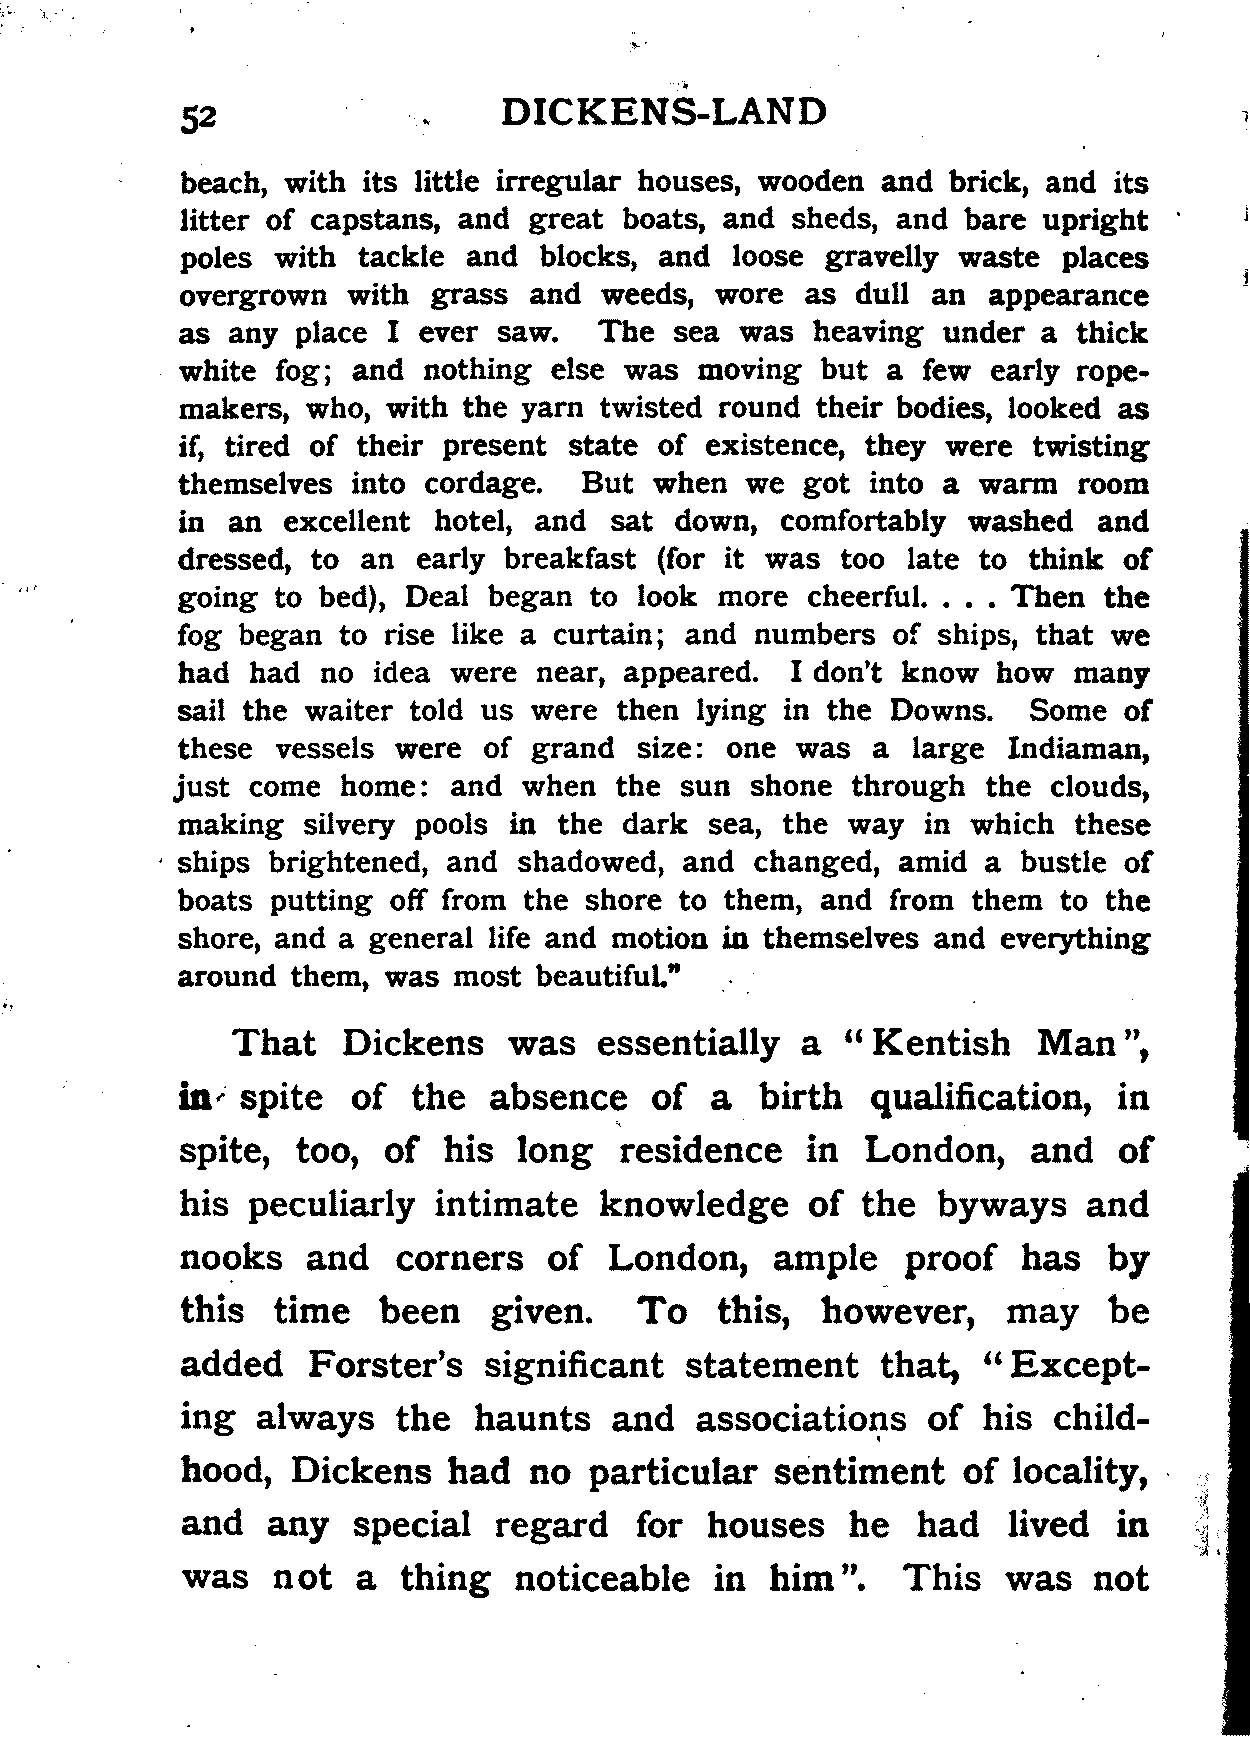 52 DICKENS-LAND
beach, with its little irregular houses, wooden and brick, and its
litter of capstans, and great boats, and sheds, and bare upright
poles with tackle and blocks, and loose gravelly waste places
overgrown with grass and weeds, wore as dull an appearance
as any place I ever saw. The sea was heaving under a thick
white fog; and nothing else was moving but a few early rope-
makers, who, with the yarn twisted round their bodies, looked as
if, tired of their present state of existence, they were twisting
themselves into cordage. But when we got into a warm room
in an excellent hotel, and sat down, comfortably washed and
dressed, to an early breakfast (for it was too late to think of
going to bed), Deal began to look more cheerful. . . . Then the
fog began to rise like a curtain; and numbers of ships, that we
had had no idea were near, appeared. I don't know how many
sail the waiter told us were then lying in the Downs. Some of
these vessels were of grand size: one was a large Indiaman,
just come home: and when the sun shone through the clouds,
making silvery pools in the dark sea, the way in which these
ships brightened, and shadowed, and changed, amid a bustle of
boats putting off from the shore to them, and from them to the
shore, and a general life and motion in themselves and everything
around them, was most beautiful."
That Dickens was essentially a “Kentish Man”,
in spite of the absence of a birth qualification, in
spite, too, of his long residence in London, and of
his peculiarly intimate knowledge of the byways and
nooks and corners of London, ample proof has by
this time been given. To this, however, may be
added Forster's significant statement that, “Except-
ing always the haunts and associations of his child-
hood, Dickens had no particular sentiment of locality,
and any special regard for houses he had lived in
was not a thing noticeable in him”. This was not